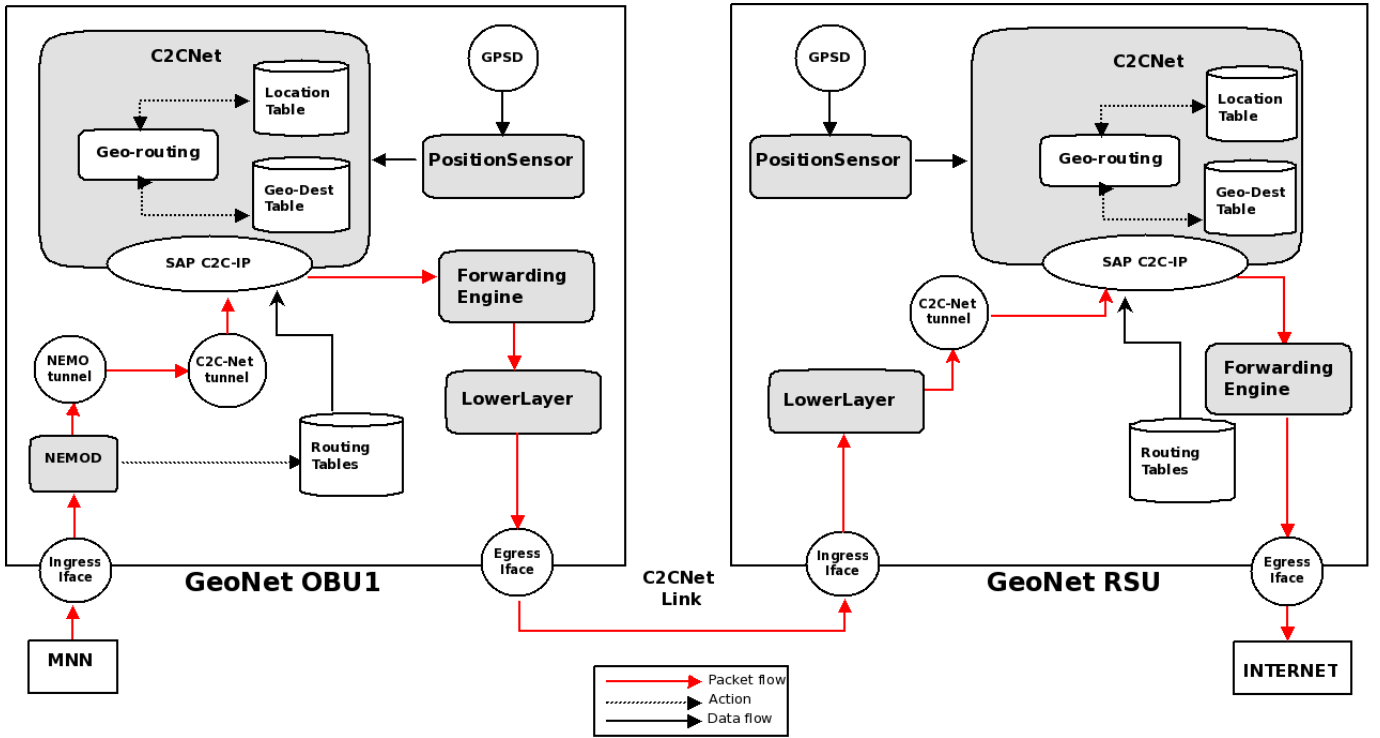 C2CNet
Location
Table
Geo-routing
Geo-Dest
Table
SAP C2C-IP
GPSD
PositionSensor
Forwarding
Engine
LowerLayer
NEMO
tunnel
C2C-Net
tunnel
NEMOD
Routing
Tables
Ingress
Iface
Egress
Iface
GeoNet OBU1
MNN
C2CNet
Link
GPSD
PositionSensor
C2CNet
Location
Table
Geo-routing
Geo-Dest
Table
SAP C2C-IP
C2C-Net
tunnel
LowerLayer
Forwarding
Engine
Routing
Tables
Ingress
Iface
Egress
Iface
GeoNet RSU
INTERNET
Packet flow
Action
Data flow